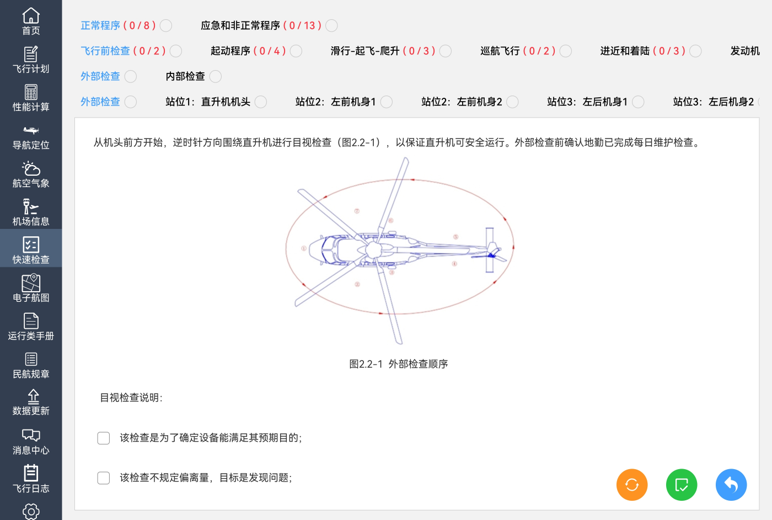 首页
飞行计划
性能计算
导航定位
航空气象
机场信息
快速检查
电子航图
运行类手册
民航规章
数据更新
消息中心
飞行日志
正常程序 ( 0 / 8 ) 应急和非正常程序 ( 0 / 13 )
飞行前检查 ( 0 / 2 ) 起动程序 ( 0 / 4 ) 滑行-起飞-爬升 ( 0 / 3 ) 巡航飞行 ( 0 / 2 ) 进近和着陆 ( 0 / 3 ) 发动机
外部检查 内部检查
外部检查 站位1：直升机机头 站位2：左前机身1 站位2：左前机身2 站位3：左后机身1 站位3：左后机身2
从机头前方开始，逆时针方向围绕直升机进行目视检查（图2.2-1），以保证直升机可安全运行。外部检查前确认地勤已完成每日维护检查。
图2.2-1 外部检查顺序
目视检查说明：
该检查是为了确定设备能满足其预期目的；
该检查不规定偏离量，目标是发现问题；